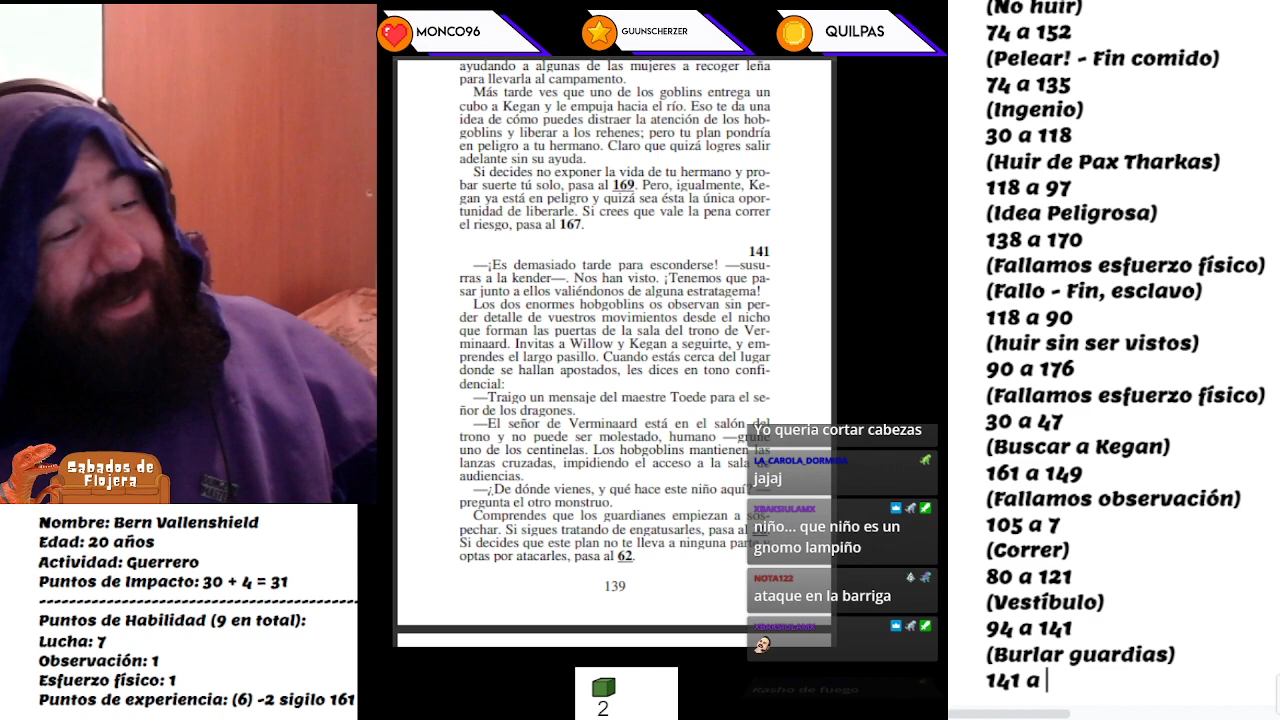 MONCO96
GUUNSCHERZER
QUILPAS
ayudando a algunas de las mujeres a recoger leña
para llevarla al campamento.
Más tarde ves que uno de los goblins entrega un
cubo a Kegan y le empuja hacia el río. Eso te da una
idea de cómo puedes distraer la atención de los hob-
goblins y liberar a los rehenes; pero tu plan pondría
en peligro a tu hermano. Claro que quizá logres salir
adelante sin su ayuda.
Si decides no exponer la vida de tu hermano y pro-
bar suerte tú solo, pasa al 169. Pero, igualmente, Ke-
gan ya está en peligro y quizá sea ésta la única opor-
tunidad de liberarle. Si crees que vale la pena correr
el riesgo, pasa al 167.
141
—¡Es demasiado tarde para esconderse! —susu-
rras a la kender—. Nos han visto. ¡Tenemos que pa-
sar junto a ellos valiéndonos de alguna estratagema!
Los dos enormes hobgoblins os observan sin per-
der detalle de vuestros movimientos desde el nicho
que forman las puertas de la sala del trono de Ver-
minaard. Invitas a Willow y Kegan a seguirte, y em-
prendes el largo pasillo. Cuando estás cerca del lugar
donde se hallan apostados, les dices en tono confi-
dencial:
—Traigo un mensaje del maestre Toede para el se-
ñor de los dragones.
—El señor de Verminaard está en el salón del
trono y no puede ser molestado, humano —gruñe
uno de los centinelas. Los hobgoblins mantienen las
lanzas cruzadas, impidiendo el acceso a la sala de
audiencias.
—¿De dónde vienes, y qué hace este niño aquí? —
pregunta el otro monstruo.
Comprendes que los guardianes empiezan a sos-
pechar. Si sigues tratando de engatusarles, pasa al
Si decides que este plan no te lleva a ninguna parte y
optas por atacarles, pasa al 62.
139
Yo queria cortar cabezas
LA_CAROLA_DORMIDA
jajaj
XBAKSIULAMX
niño... que niño es un
gnomo lampiño
NOTA122
ataque en la barriga
XBAKSIULAMX
Rasho de fuego
2
Sabados de
Flojera
Nombre: Bern Vallenshield
Edad: 20 años
Actividad: Guerrero
Puntos de Impacto: 30 + 4 = 31
Puntos de Habilidad (9 en total):
Lucha: 7
Observación: 1
Esfuerzo físico: 1
Puntos de experiencia: (6) -2 sigilo 161
(No huir)
74 a 152
(Pelear! - Fin comido)
74 a 135
(Ingenio)
30 a 118
(Huir de Pax Tharkas)
118 a 97
(Idea Peligrosa)
138 a 170
(Fallamos esfuerzo físico)
(Fallo - Fin, esclavo)
118 a 90
(huir sin ser vistos)
90 a 176
(Fallamos esfuerzo físico)
30 a 47
(Buscar a Kegan)
161 a 149
(Fallamos observación)
105 a 7
(Correr)
80 a 121
(Vestíbulo)
94 a 141
(Burlar guardias)
141 a